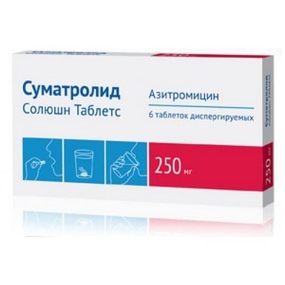 Суматролид
Солюшн Таблетс
Азитромицин
6 таблеток диспергируемых
250 мг